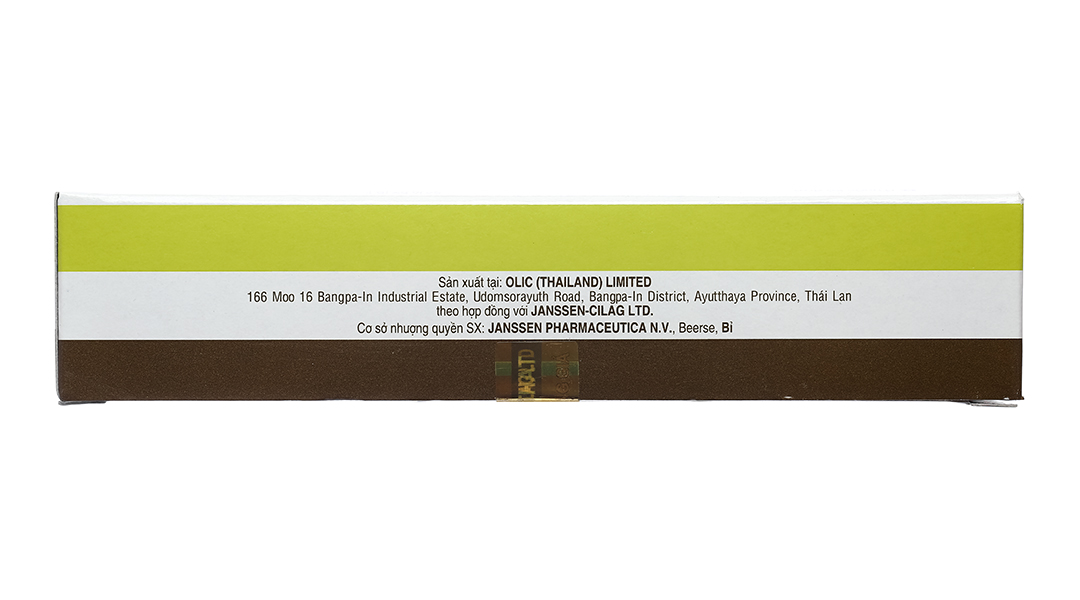 Sản xuất tại: OLIC (THAILAND) LIMITED
166 Moo 16 Bangpa-In Industrial Estate, Udomsorayuth Road, Bangpa-In District, Ayutthaya Province, Thái Lan
theo hợp đồng với JANSSEN-CILAG LTD.
Cơ sở nhượng quyền SX: JANSSEN PHARMACEUTICA N.V., Beerse, Bỉ